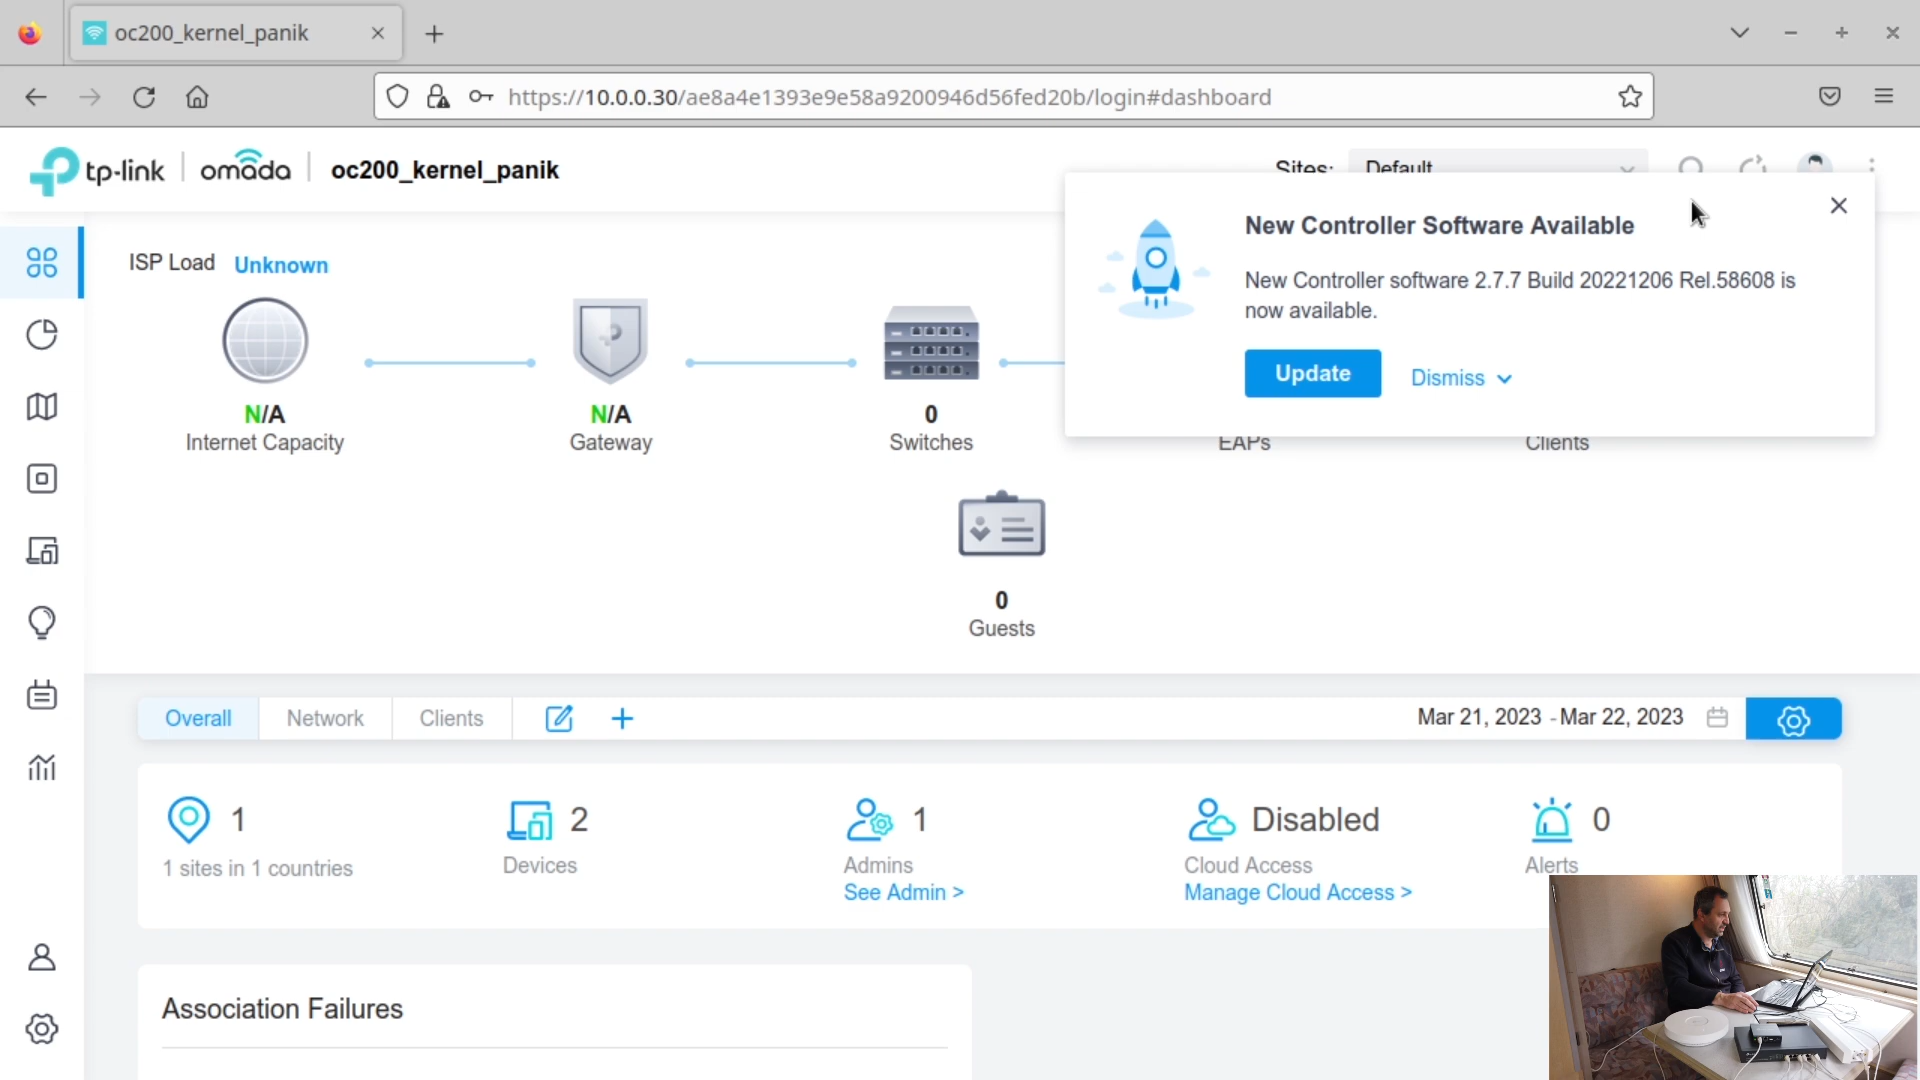 oc200_kernel_panik
https://10.0.0.30/ae8a4e1393e9e58a9200946d56fed20b/login#dashboard
tp-link
omada
oc200_kernel_panik
Sites: Default
New Controller Software Available
New Controller software 2.7.7 Build 20221206 Rel.58608 is
now available.
Update
Dismiss
ISP Load Unknown
N/A
Internet Capacity
N/A
Gateway
0
Switches
EAPs
Clients
0
Guests
Overall
Network
Clients
Mar 21, 2023 - Mar 22, 2023
1
1 sites in 1 countries
2
Devices
1
Admins
See Admin >
Disabled
Cloud Access
Manage Cloud Access >
0
Alerts
Association Failures